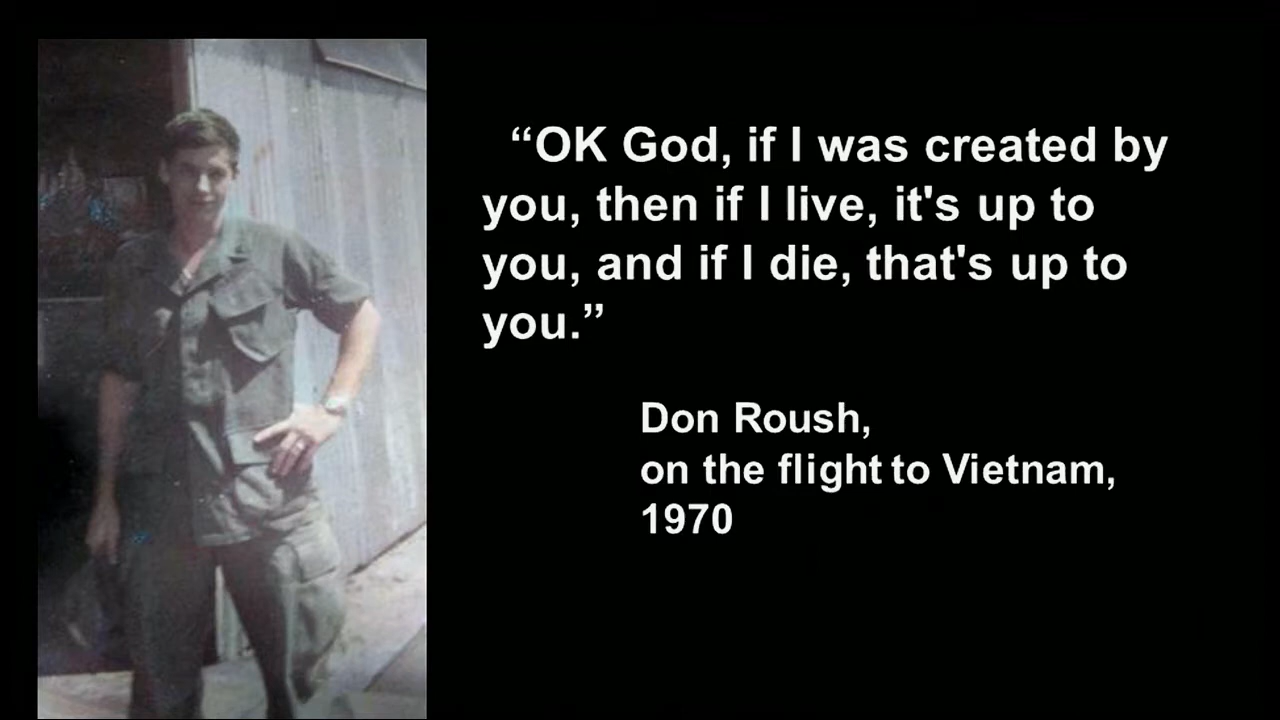 “OK God, if I was created by
you, then if I live, it's up to
you, and if I die, that's up to
you.”
Don Roush,
on the flight to Vietnam,
1970